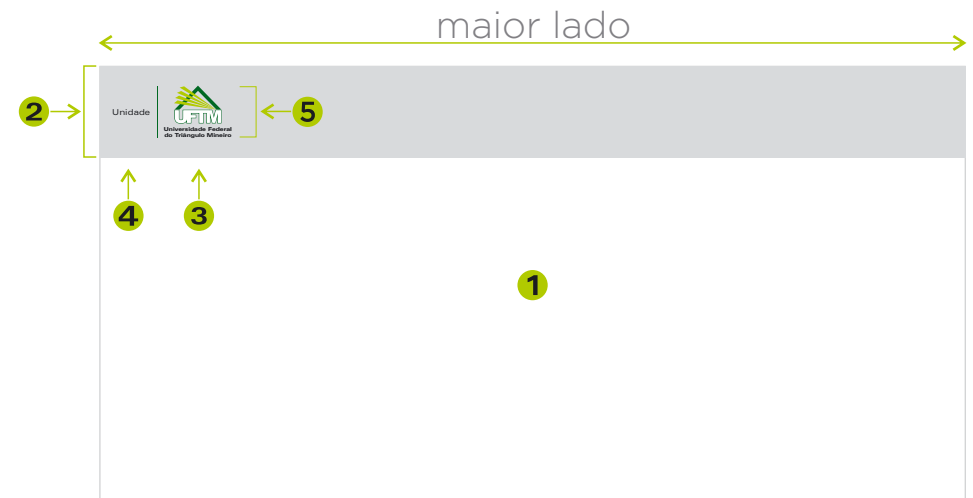 maior lado
2
Unidade
UFTM
Universidade Federal
do Triângulo Mineiro
5
4
3
1